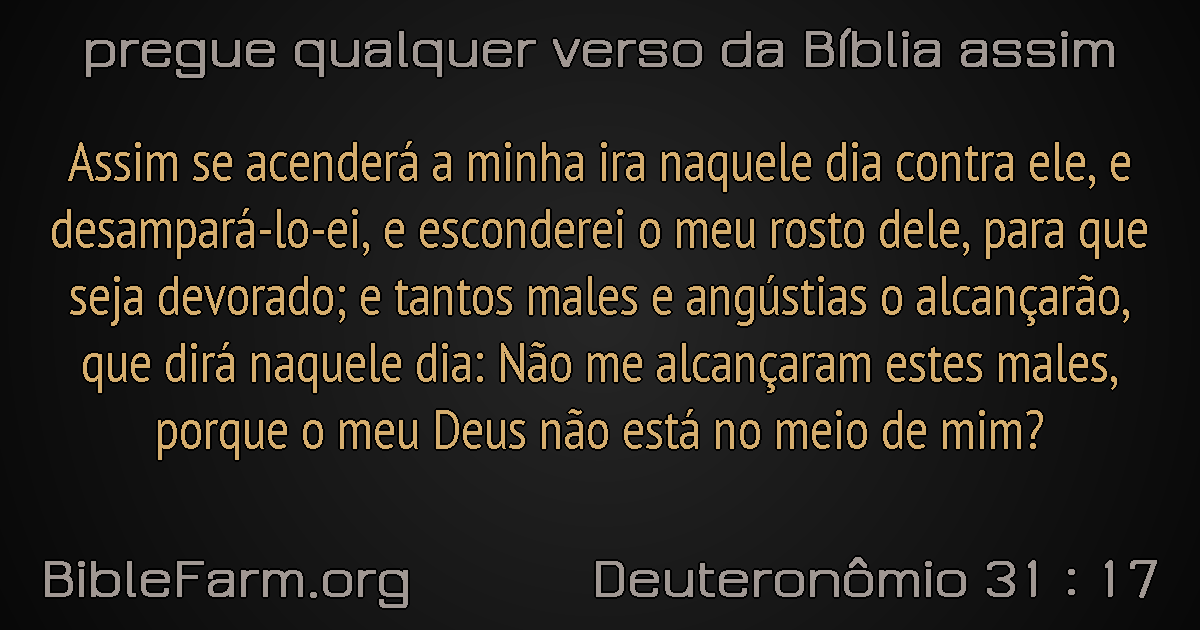 pregue qualquer verso da Bíblia assim
Assim se acenderá a minha ira naquele dia contra ele, e
desampará-lo-ei, e esconderei o meu rosto dele, para que
seja devorado; e tantos males e angústias o alcançarão,
que dirá naquele dia: Não me alcançaram estes males,
porque o meu Deus não está no meio de mim?
BibleFarm.org
Deuteronômio 31 : 17